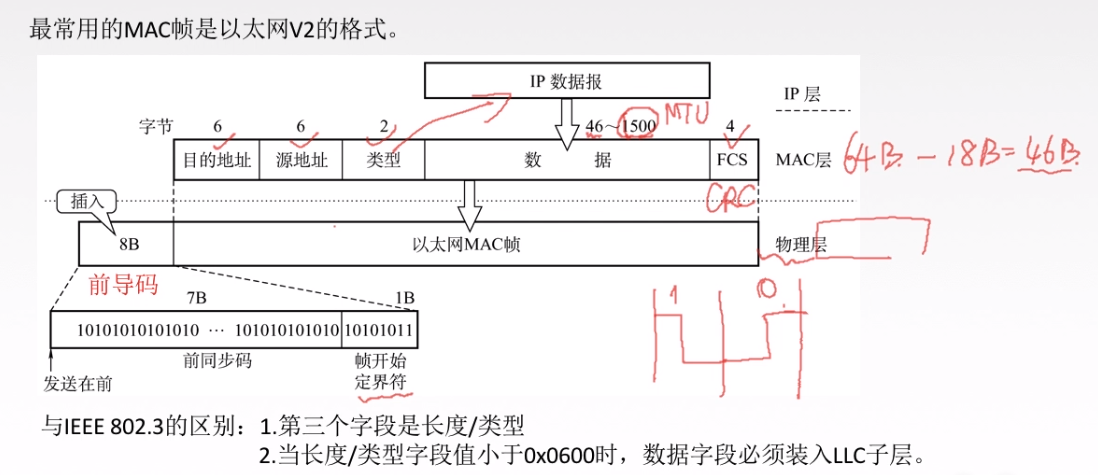 最常用的MAC帧是以太网V2的格式。
IP 数据报
IP 层
MTU
字节 6 6 2 46~1500 4
目的地址 源地址 类型 数 据 FCS MAC层 64B - 18B=46B.
CRC
插入
8B 以太网MAC帧 物理层
前导码
7B 1B
1 0
10101010101010 … 101010101010 10101011
前同步码 帧开始
定界符
发送在前
与IEEE 802.3的区别：1.第三个字段是长度/类型
2.当长度/类型字段值小于0x0600时，数据字段必须装入LLC子层。